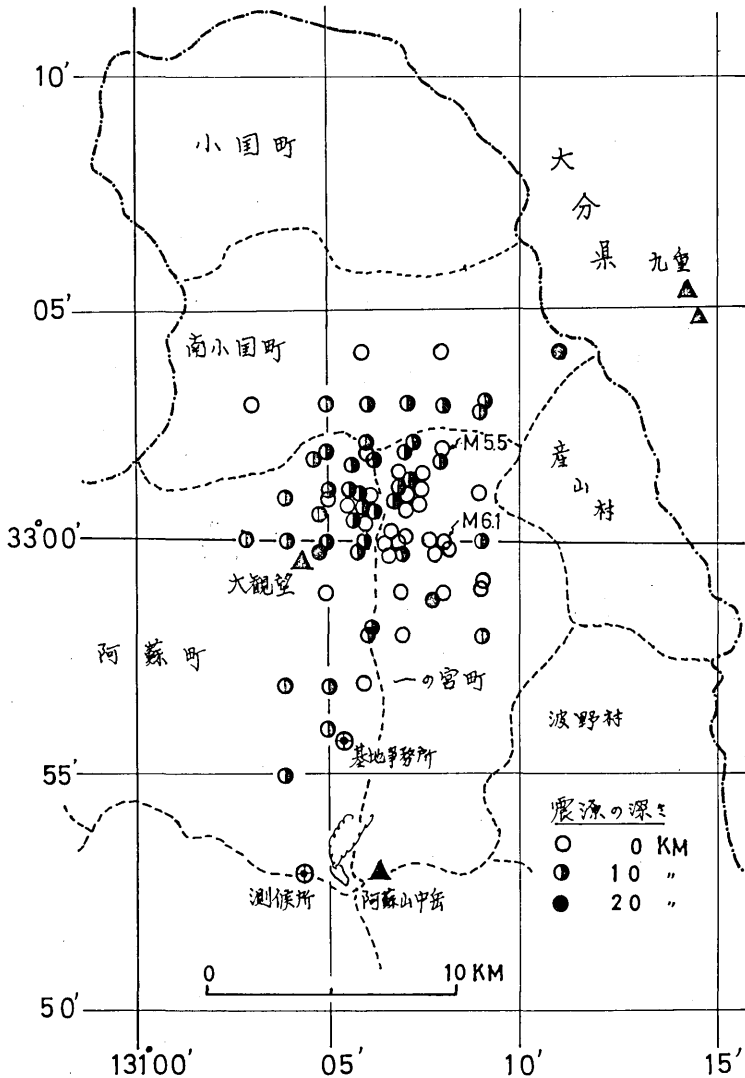 10′
小国町
大分県
九重
05′
南小国町
M5.5
産山村
M6.1
33°00′
大観望
阿蘇町
一の宮町
波野村
基地事務所
55′
震源の深さ
0 KM
10 〃
20 〃
測候所
阿蘇山中岳
0
10 KM
50′
131°00′
05′
10′
15′